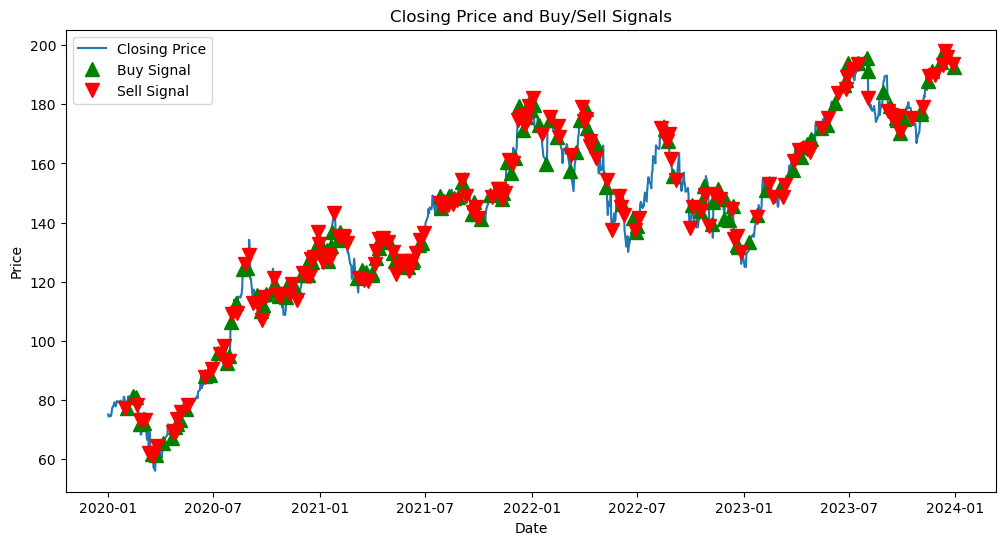 Closing Price and Buy/Sell Signals
Closing Price
Buy Signal
Sell Signal
Price
200
180
160
140
120
100
80
60
2020-01
2020-07
2021-01
2021-07
2022-01
2022-07
2023-01
2023-07
2024-01
Date